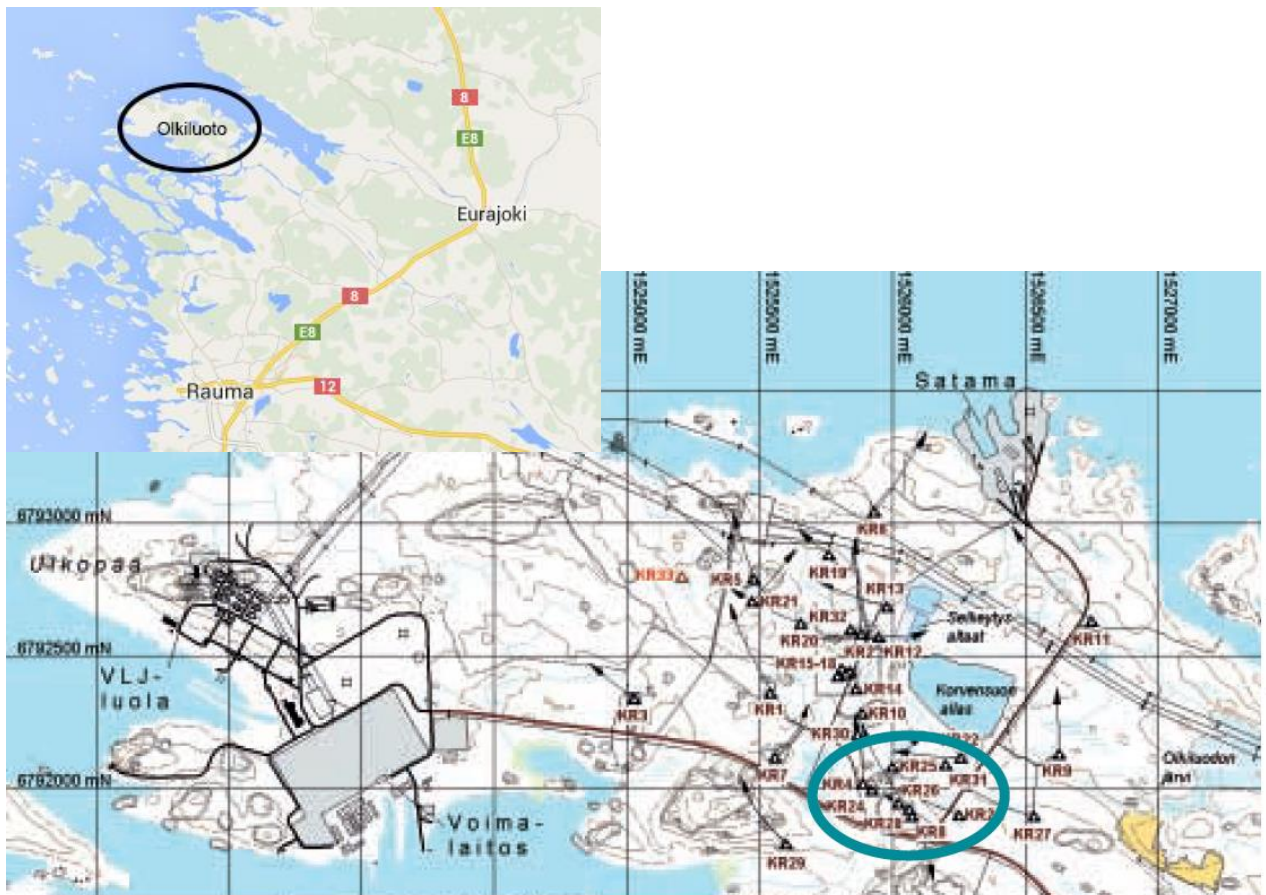 8
Olkiluoto
E8
Eurajoki
8
E8
Rauma
12
1525000 mE
1525500 mE
1526000 mE
1526500 mE
1527000 mE
Satama
6793000 mN
KR6
Ulkopää
KR19
KR33
KR5
KR13
KR21
KR32
Selkeytys-
altaat
KR11
KR20
KR12
6792500 mN
KR15-18
VLJ-
luola
KR14
Korvensuon
allas
KR3
KR1
KR10
KR30
Olkiluodon
järvi
KR7
KR25
KR9
6792000 mN
KR4
KR31
KR26
KR24
KR28
KR8
KR27
Voima-
laitos
KR29